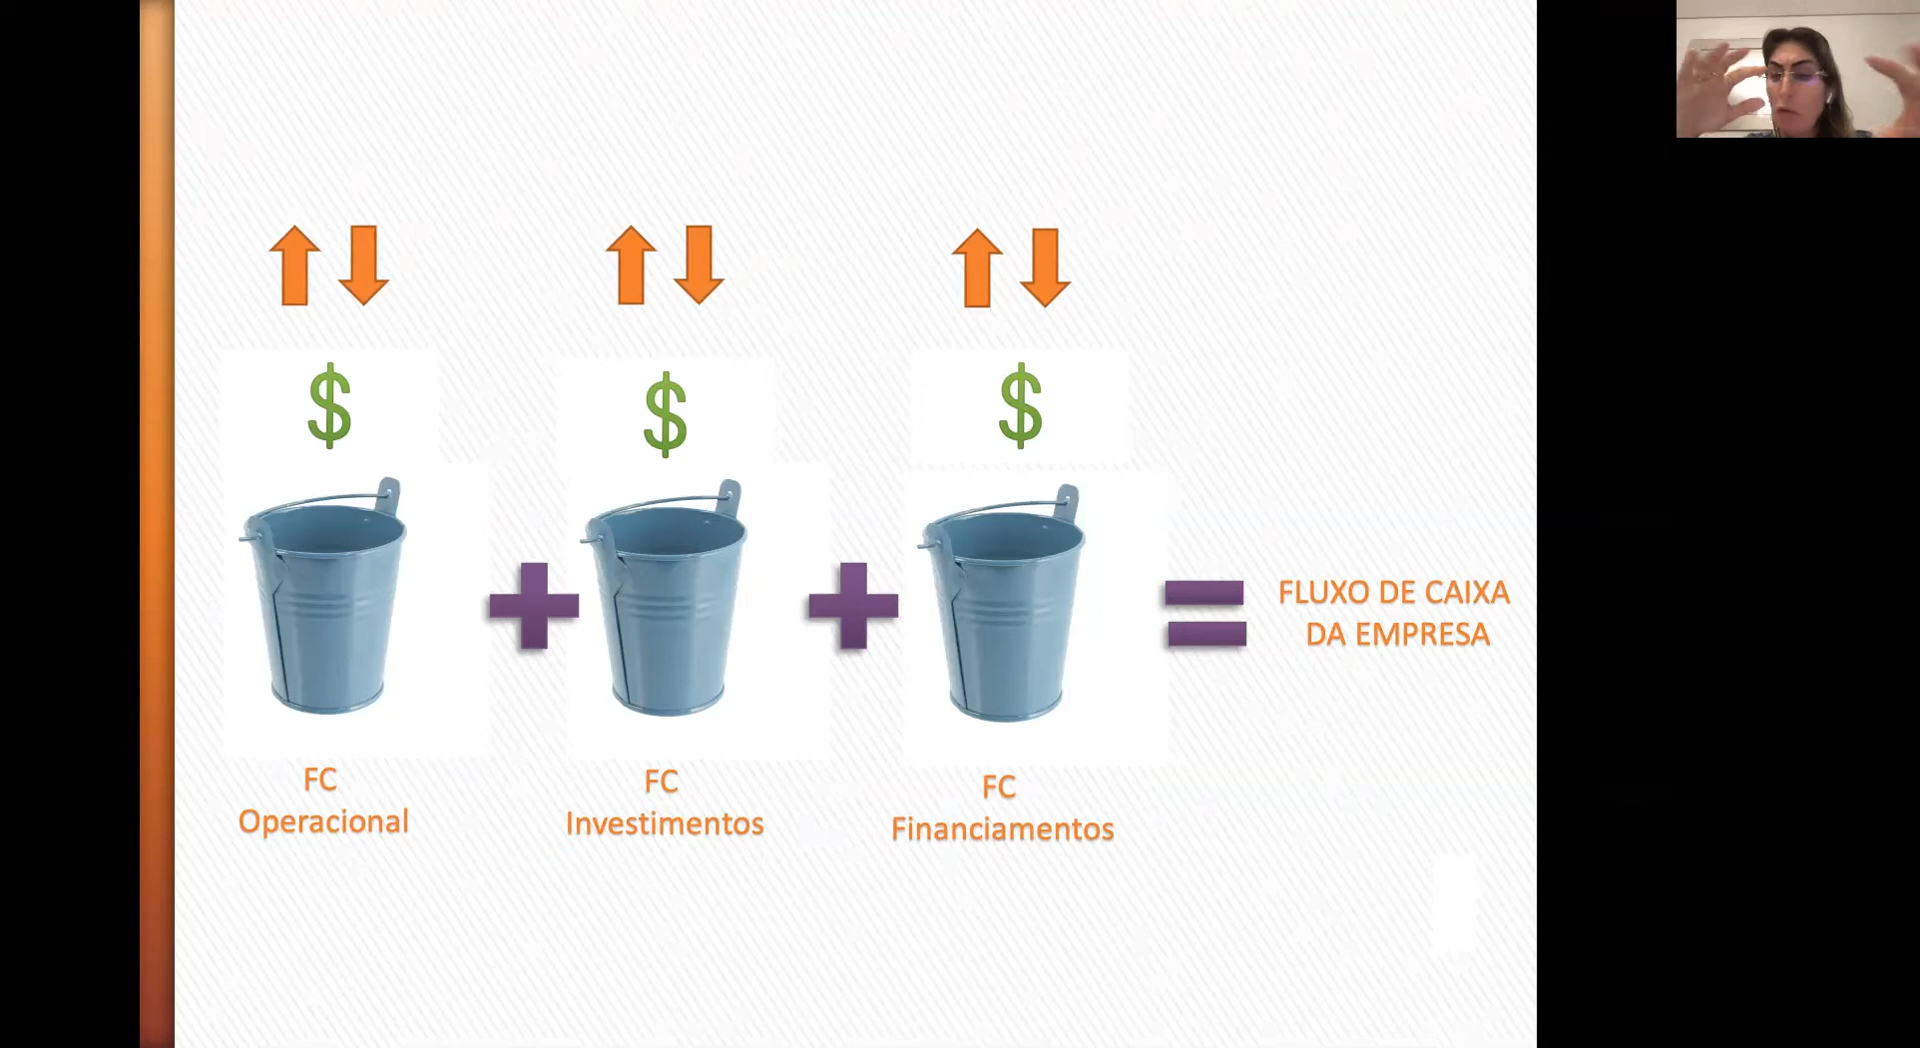 $
$
$
FLUXO DE CAIXA
DA EMPRESA
FC
Operacional
FC
Investimentos
FC
Financiamentos